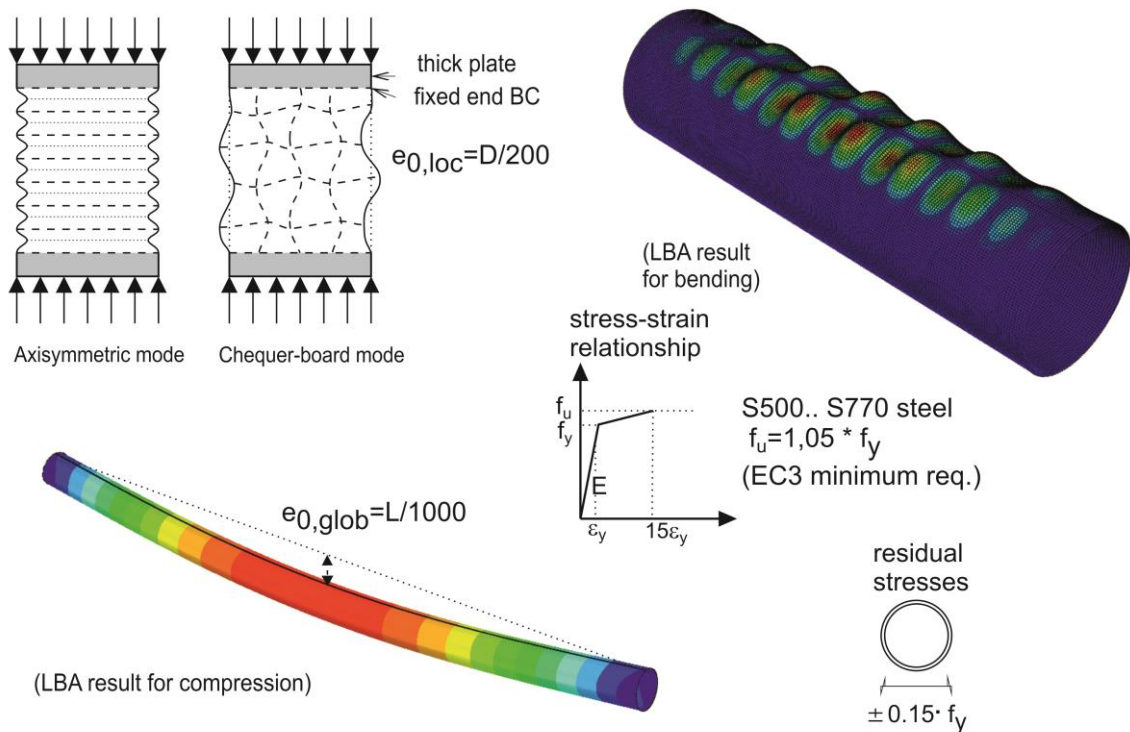 thick plate
fixed end BC
e0,loc=D/200
Axisymmetric mode
Chequer-board mode
(LBA result
for bending)
stress-strain
relationship
fu
fy
E
εy
15εy
S500.. S770 steel
fu=1,05 * fy
(EC3 minimum req.)
e0,glob=L/1000
(LBA result for compression)
residual
stresses
±0.15· fy